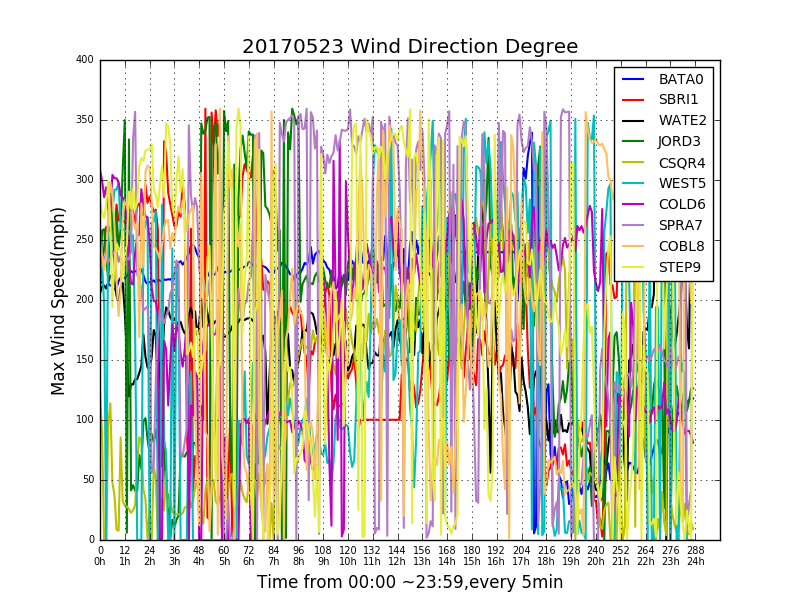 20170523 Wind Direction Degree
400
350
300
250
200
150
100
50
0
Max Wind Speed(mph)
BATA0
SBRI1
WATE2
JORD3
CSQR4
WEST5
COLD6
SPRA7
COBL8
STEP9
0 12 24 36 48 60 72 84 96 108 120 132 144 156 168 180 192 204 216 228 240 252 264 276 288
0h 1h 2h 3h 4h 5h 6h 7h 8h 9h 10h 11h 12h 13h 14h 15h 16h 17h 18h 19h 20h 21h 22h 23h 24h
Time from 00:00 ~23:59,every 5min